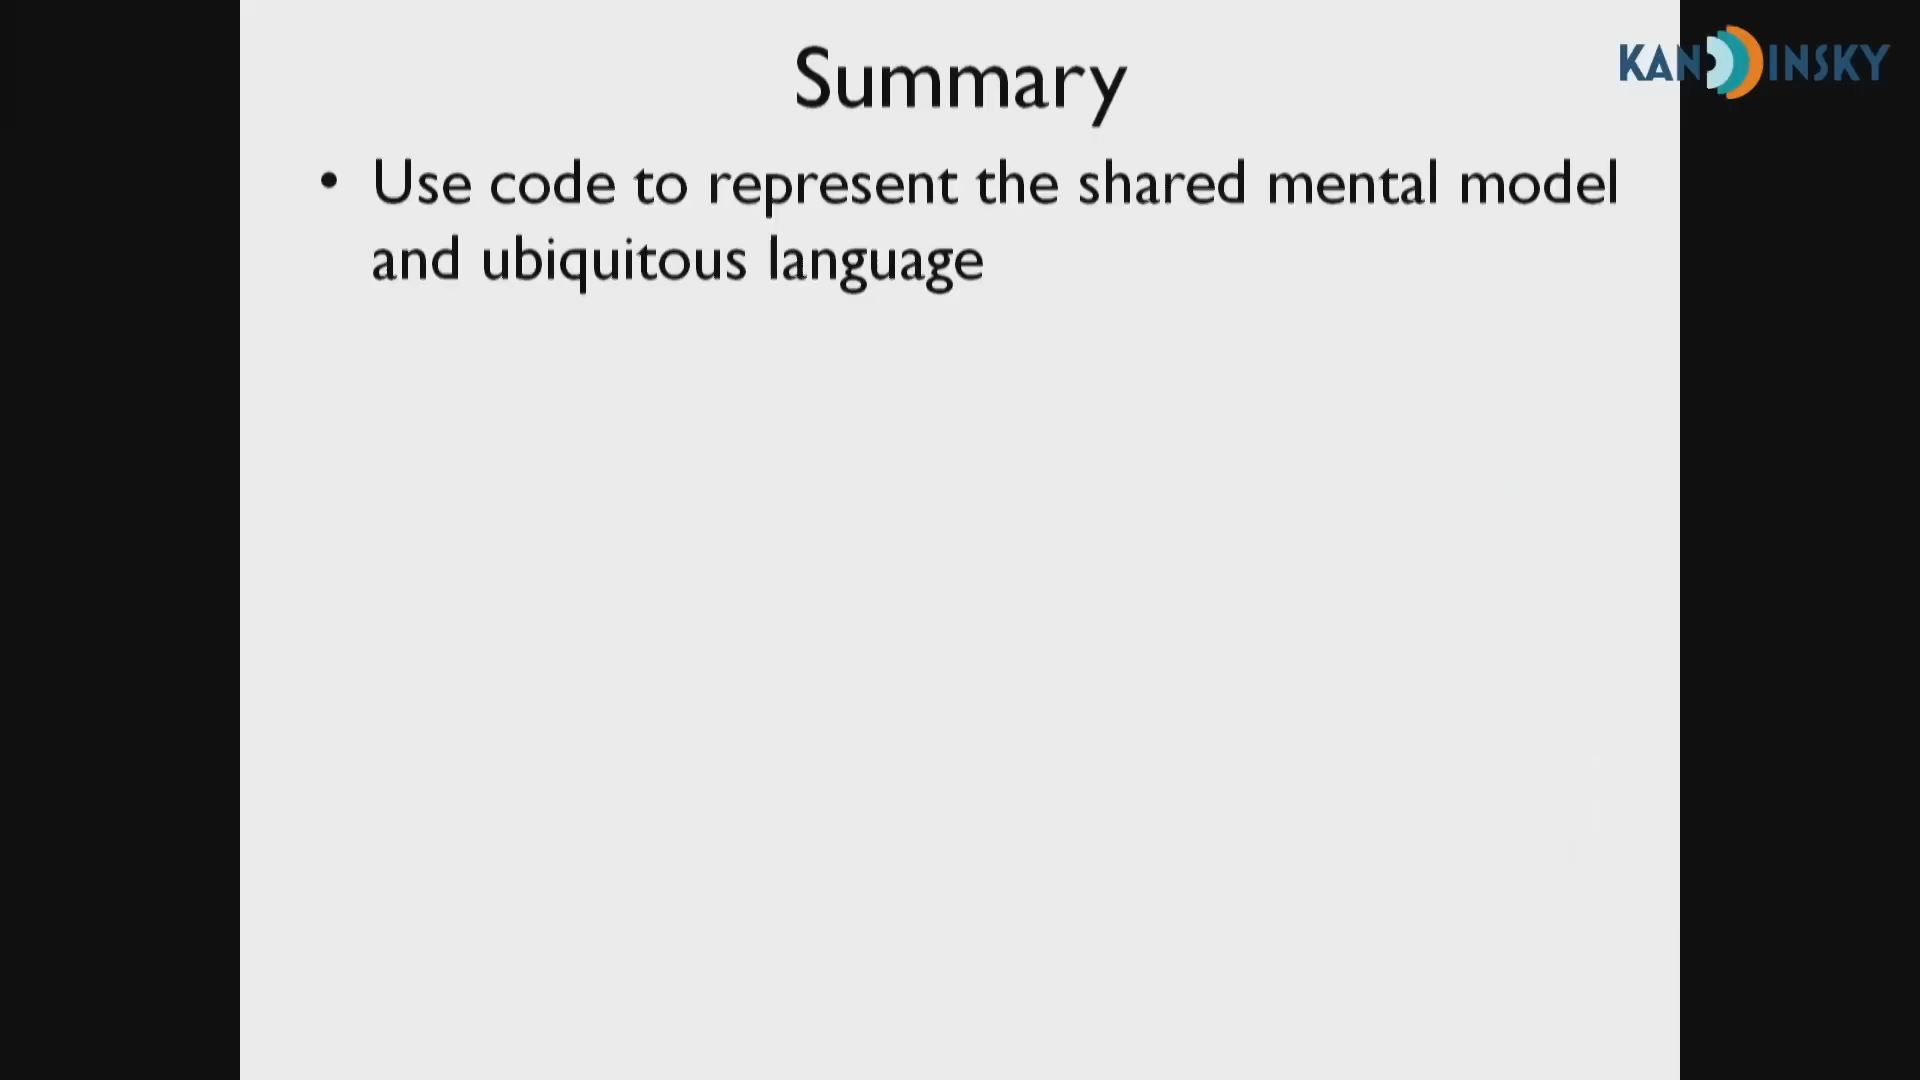 Summary
KANDINSKY
• Use code to represent the shared mental model
and ubiquitous language